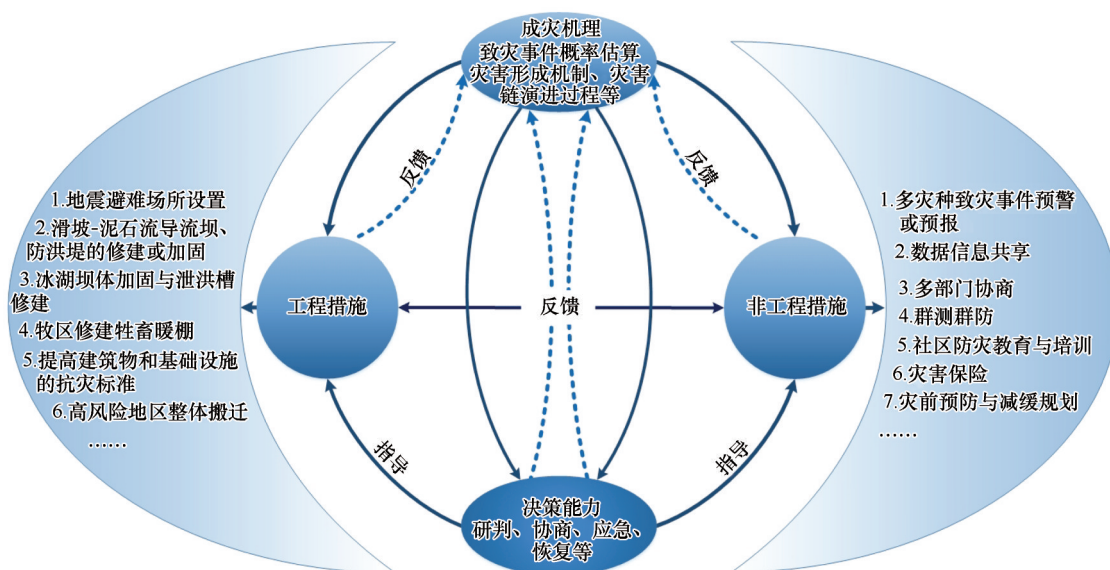 成灾机理
致灾事件概率估算
灾害形成机制、灾害
链演进过程等
反馈
反馈
1.地震避难场所设置
2.滑坡-泥石流导流坝、
防洪堤的修建或加固
3.冰湖坝体加固与泄洪槽
修建
4.牧区修建牲畜暖棚
5.提高建筑物和基础设施
的抗灾标准
6.高风险地区整体搬迁
……
工程措施
反馈
非工程措施
1.多灾种致灾事件预警
或预报
2.数据信息共享
3.多部门协商
4.群测群防
5.社区防灾教育与培训
6.灾害保险
7.灾前预防与减缓规划
……
指导
指导
决策能力
研判、协商、应急、
恢复等